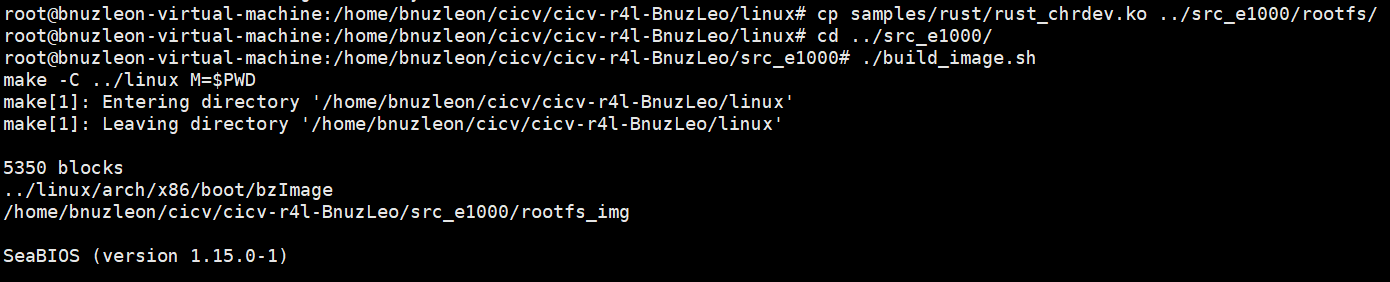 root@bnuzleon-virtual-machine:/home/bnuzleon/cicv/cicv-r4l-BnuzLeo/linux# cp samples/rust/rust_chrdev.ko ../src_e1000/rootfs/
root@bnuzleon-virtual-machine:/home/bnuzleon/cicv/cicv-r4l-BnuzLeo/linux# cd ../src_e1000/
root@bnuzleon-virtual-machine:/home/bnuzleon/cicv/cicv-r4l-BnuzLeo/src_e1000# ./build_image.sh
make -C ../linux M=$PWD
make[1]: Entering directory '/home/bnuzleon/cicv/cicv-r4l-BnuzLeo/linux'
make[1]: Leaving directory '/home/bnuzleon/cicv/cicv-r4l-BnuzLeo/linux'
5350 blocks
../linux/arch/x86/boot/bzImage
/home/bnuzleon/cicv/cicv-r4l-BnuzLeo/src_e1000/rootfs_img
SeaBIOS (version 1.15.0-1)